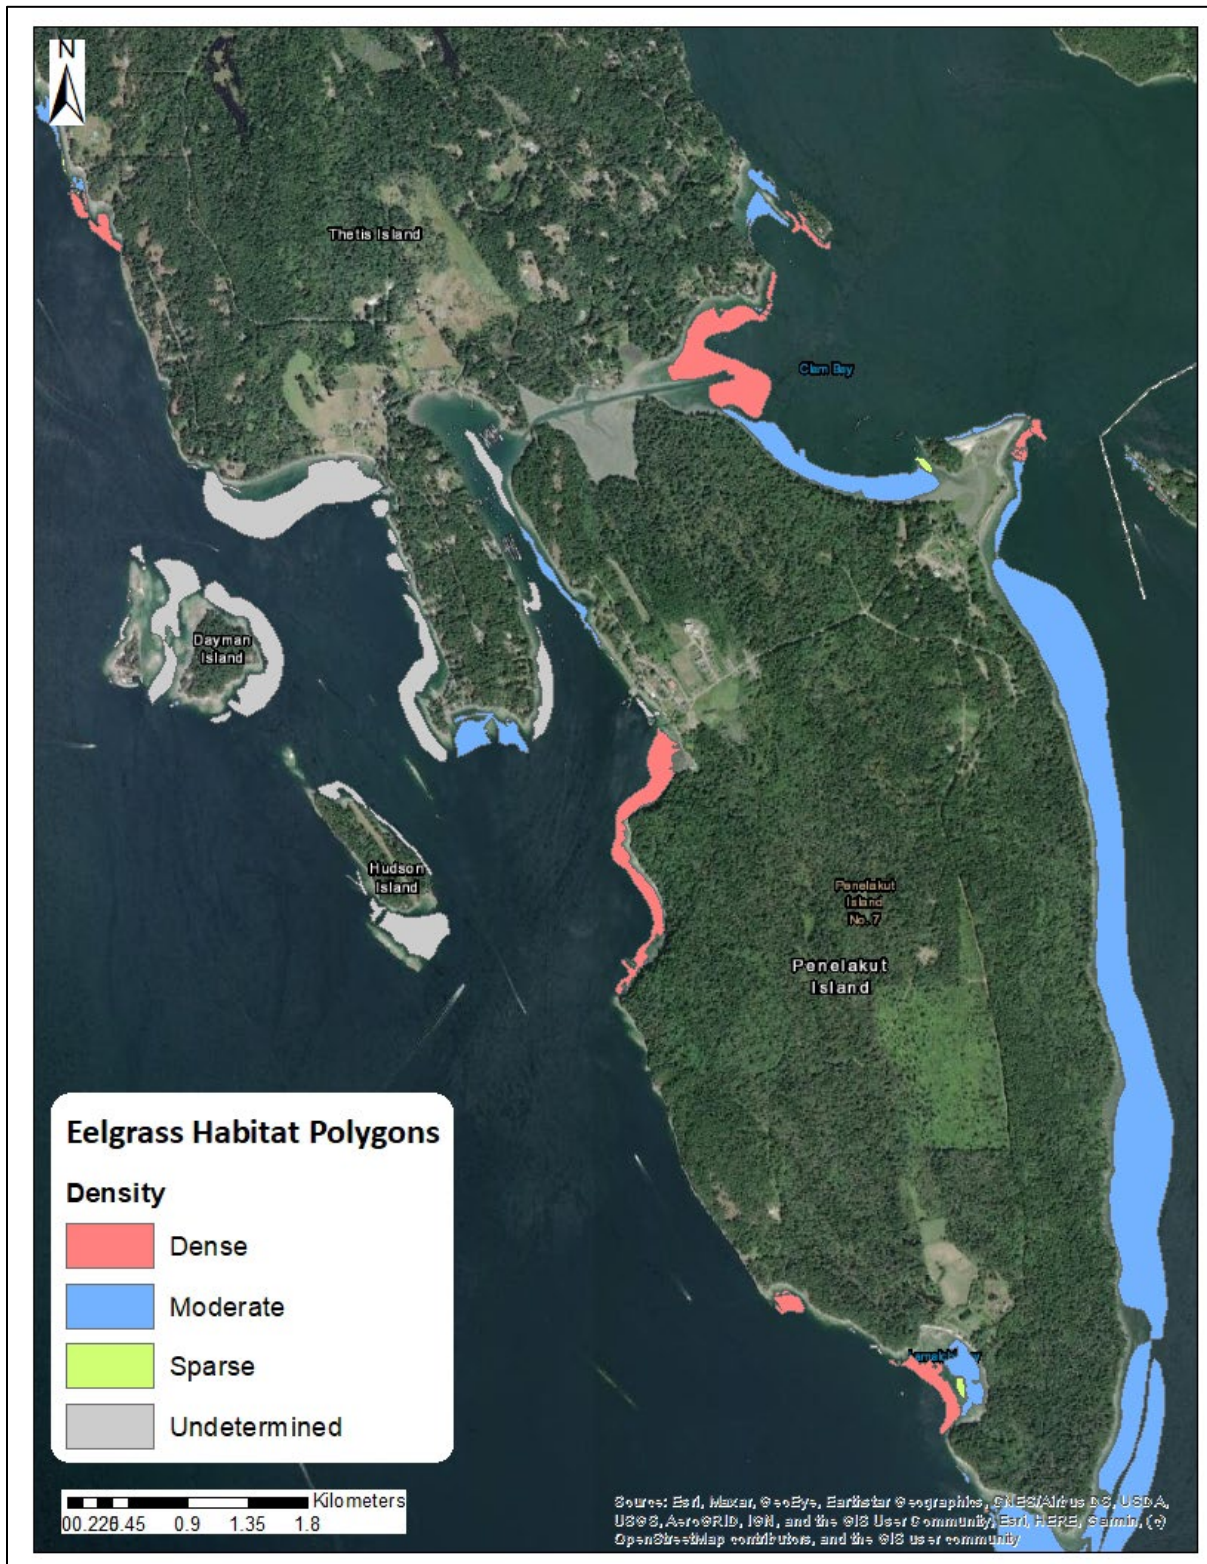 N
Thetis Island
Clam Bay
Dayman
Island
Hudson
Island
Penelakut
Island
No. 7
Penelakut
Island
Eelgrass Habitat Polygons
Density
Dense
Moderate
Sparse
Undetermined
Kilometers
00.2250.45 0.9 1.35 1.8
Source: Esri, Maxar, GeoEye, Earthstar Geographics, CNES/Airbus DS, USDA,
USGS, AeroGRID, IGN, and the GIS User Community, Esri, HERE, Garmin, (c)
OpenStreetMap contributors, and the GIS user community